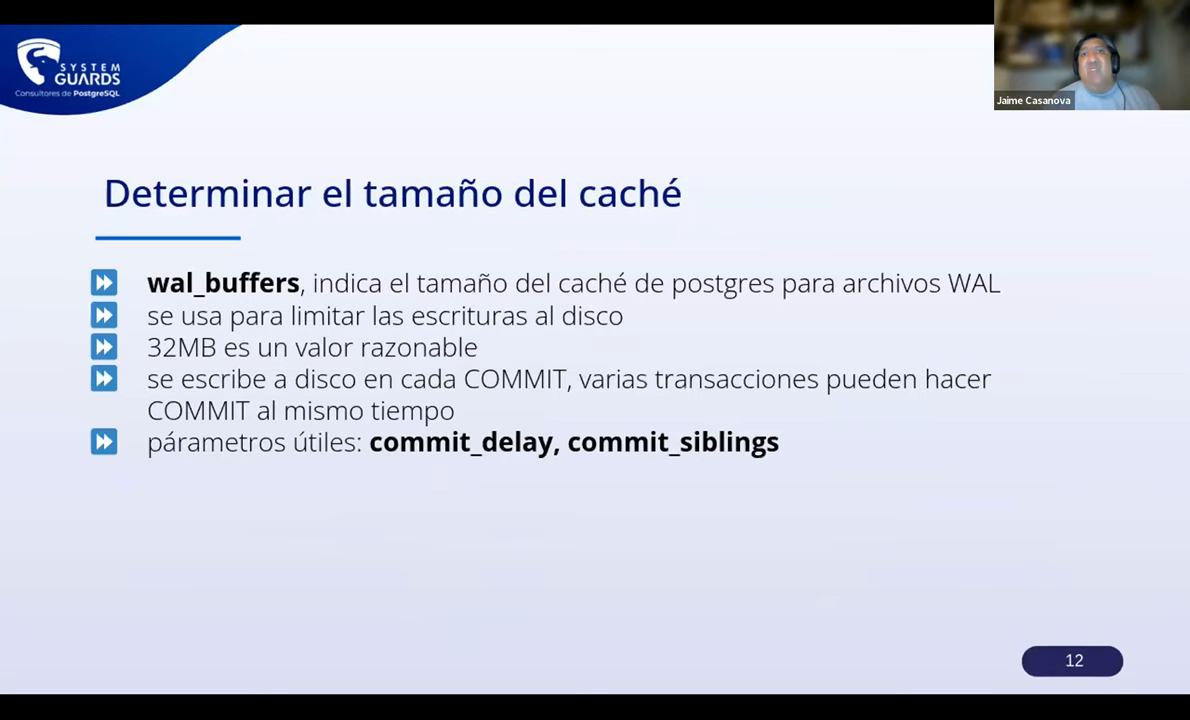 SYSTEM
GUARDS
Consultores de PostgreSQL
Jaime Casanova
Determinar el tamaño del caché
wal_buffers, indica el tamaño del caché de postgres para archivos WAL
se usa para limitar las escrituras al disco
32MB es un valor razonable
se escribe a disco en cada COMMIT, varias transacciones pueden hacer
COMMIT al mismo tiempo
párametros útiles: commit_delay, commit_siblings
12